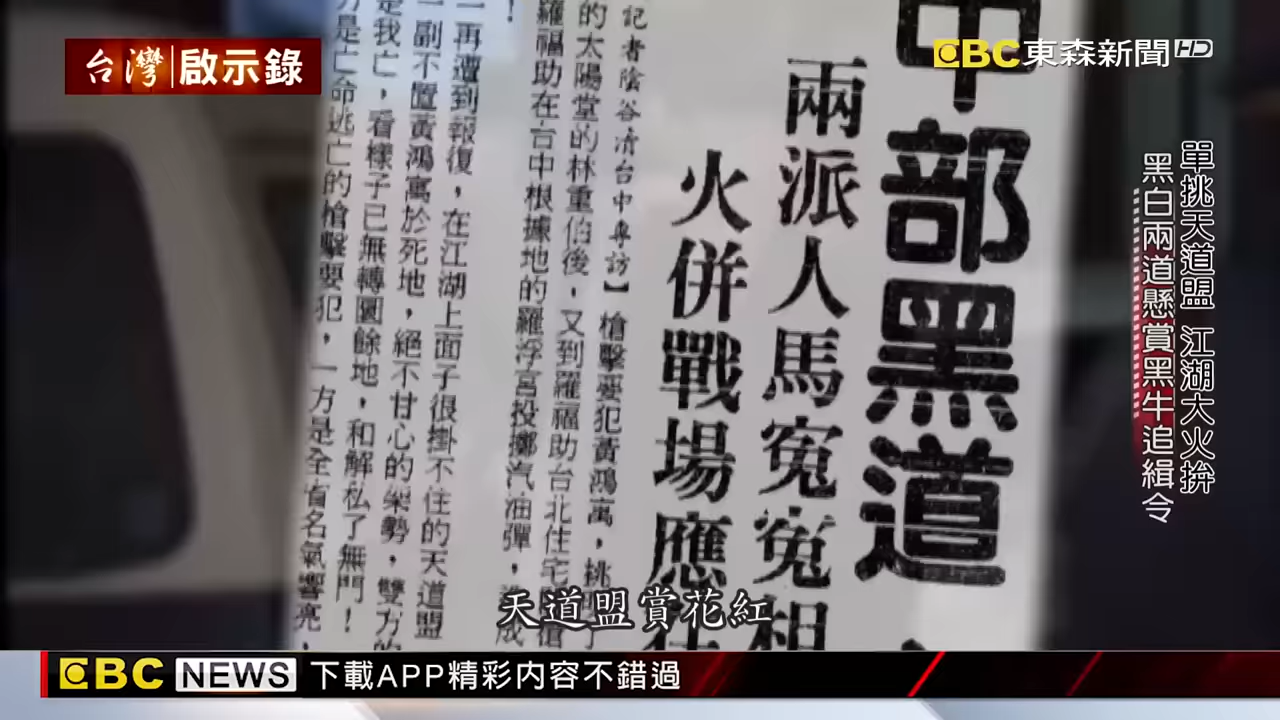 台灣 啟示錄
EBC 東森新聞 HD
單挑天道盟 江湖大火拚
黑白兩道懸賞黑牛追緝令
中部黑道
兩派人馬冤冤相
火併戰場應在
記者陰谷清台中專訪】槍擊要犯黃鴻寓，挑
的太陽堂的林重伯後，又到羅福助台北住宅
羅福助在台中根據地的羅浮宮投擲汽油彈，
！
一再遭到報復，在江湖上面子很掛不住的天道盟
一副不置黃鴻寓於死地，絕不甘心的架勢，雙方的
是我亡，看樣子已無轉圜餘地，和解私了無門！
方是亡命逃亡的槍擊要犯，一方是全省名氣響亮，
天道盟賞花紅
EBC NEWS 下載APP精彩內容不錯過